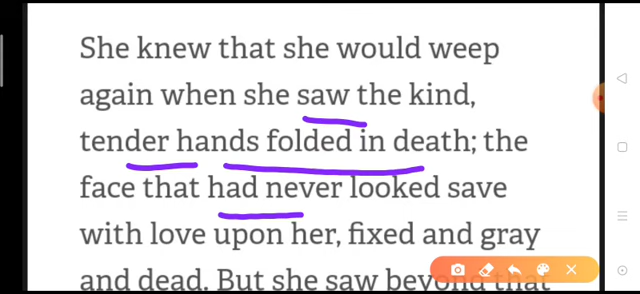 She knew that she would weep
again when she saw the kind,
tender hands folded in death; the
face that had never looked save
with love upon her, fixed and gray
and dead. But she saw beyond that